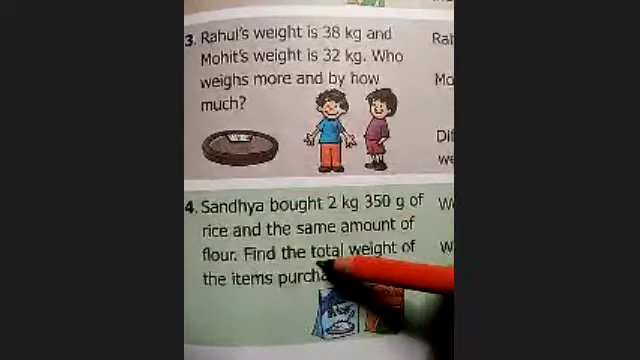 3. Rahul's weight is 38 kg and
Mohit's weight is 32 kg. Who
weighs more and by how
much?
Rah
Mo
Di
we
4. Sandhya bought 2 kg 350 g of
rice and the same amount of
flour. Find the total weight of
the items purcha
W
W